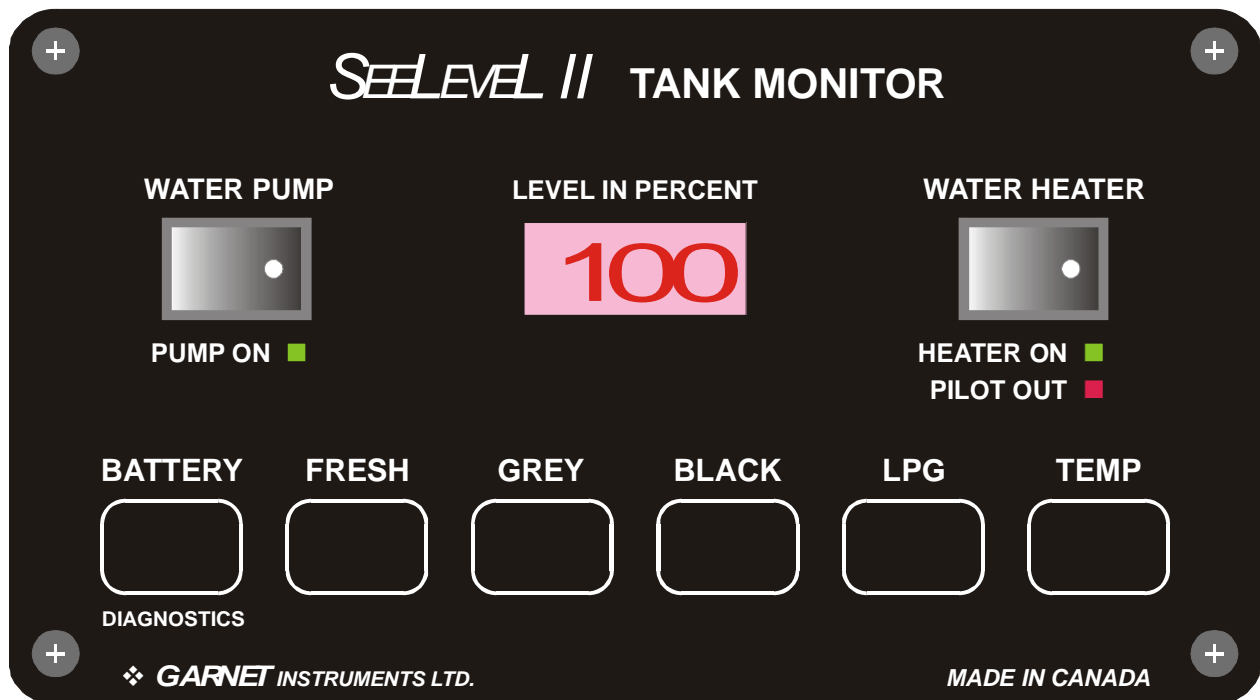 SEELEVEL II TANK MONITOR
WATER PUMP
LEVEL IN PERCENT
WATER HEATER
100
PUMP ON
HEATER ON
PILOT OUT
BATTERY FRESH GREY BLACK LPG TEMP
DIAGNOSTICS
❖ GARNET INSTRUMENTS LTD. MADE IN CANADA